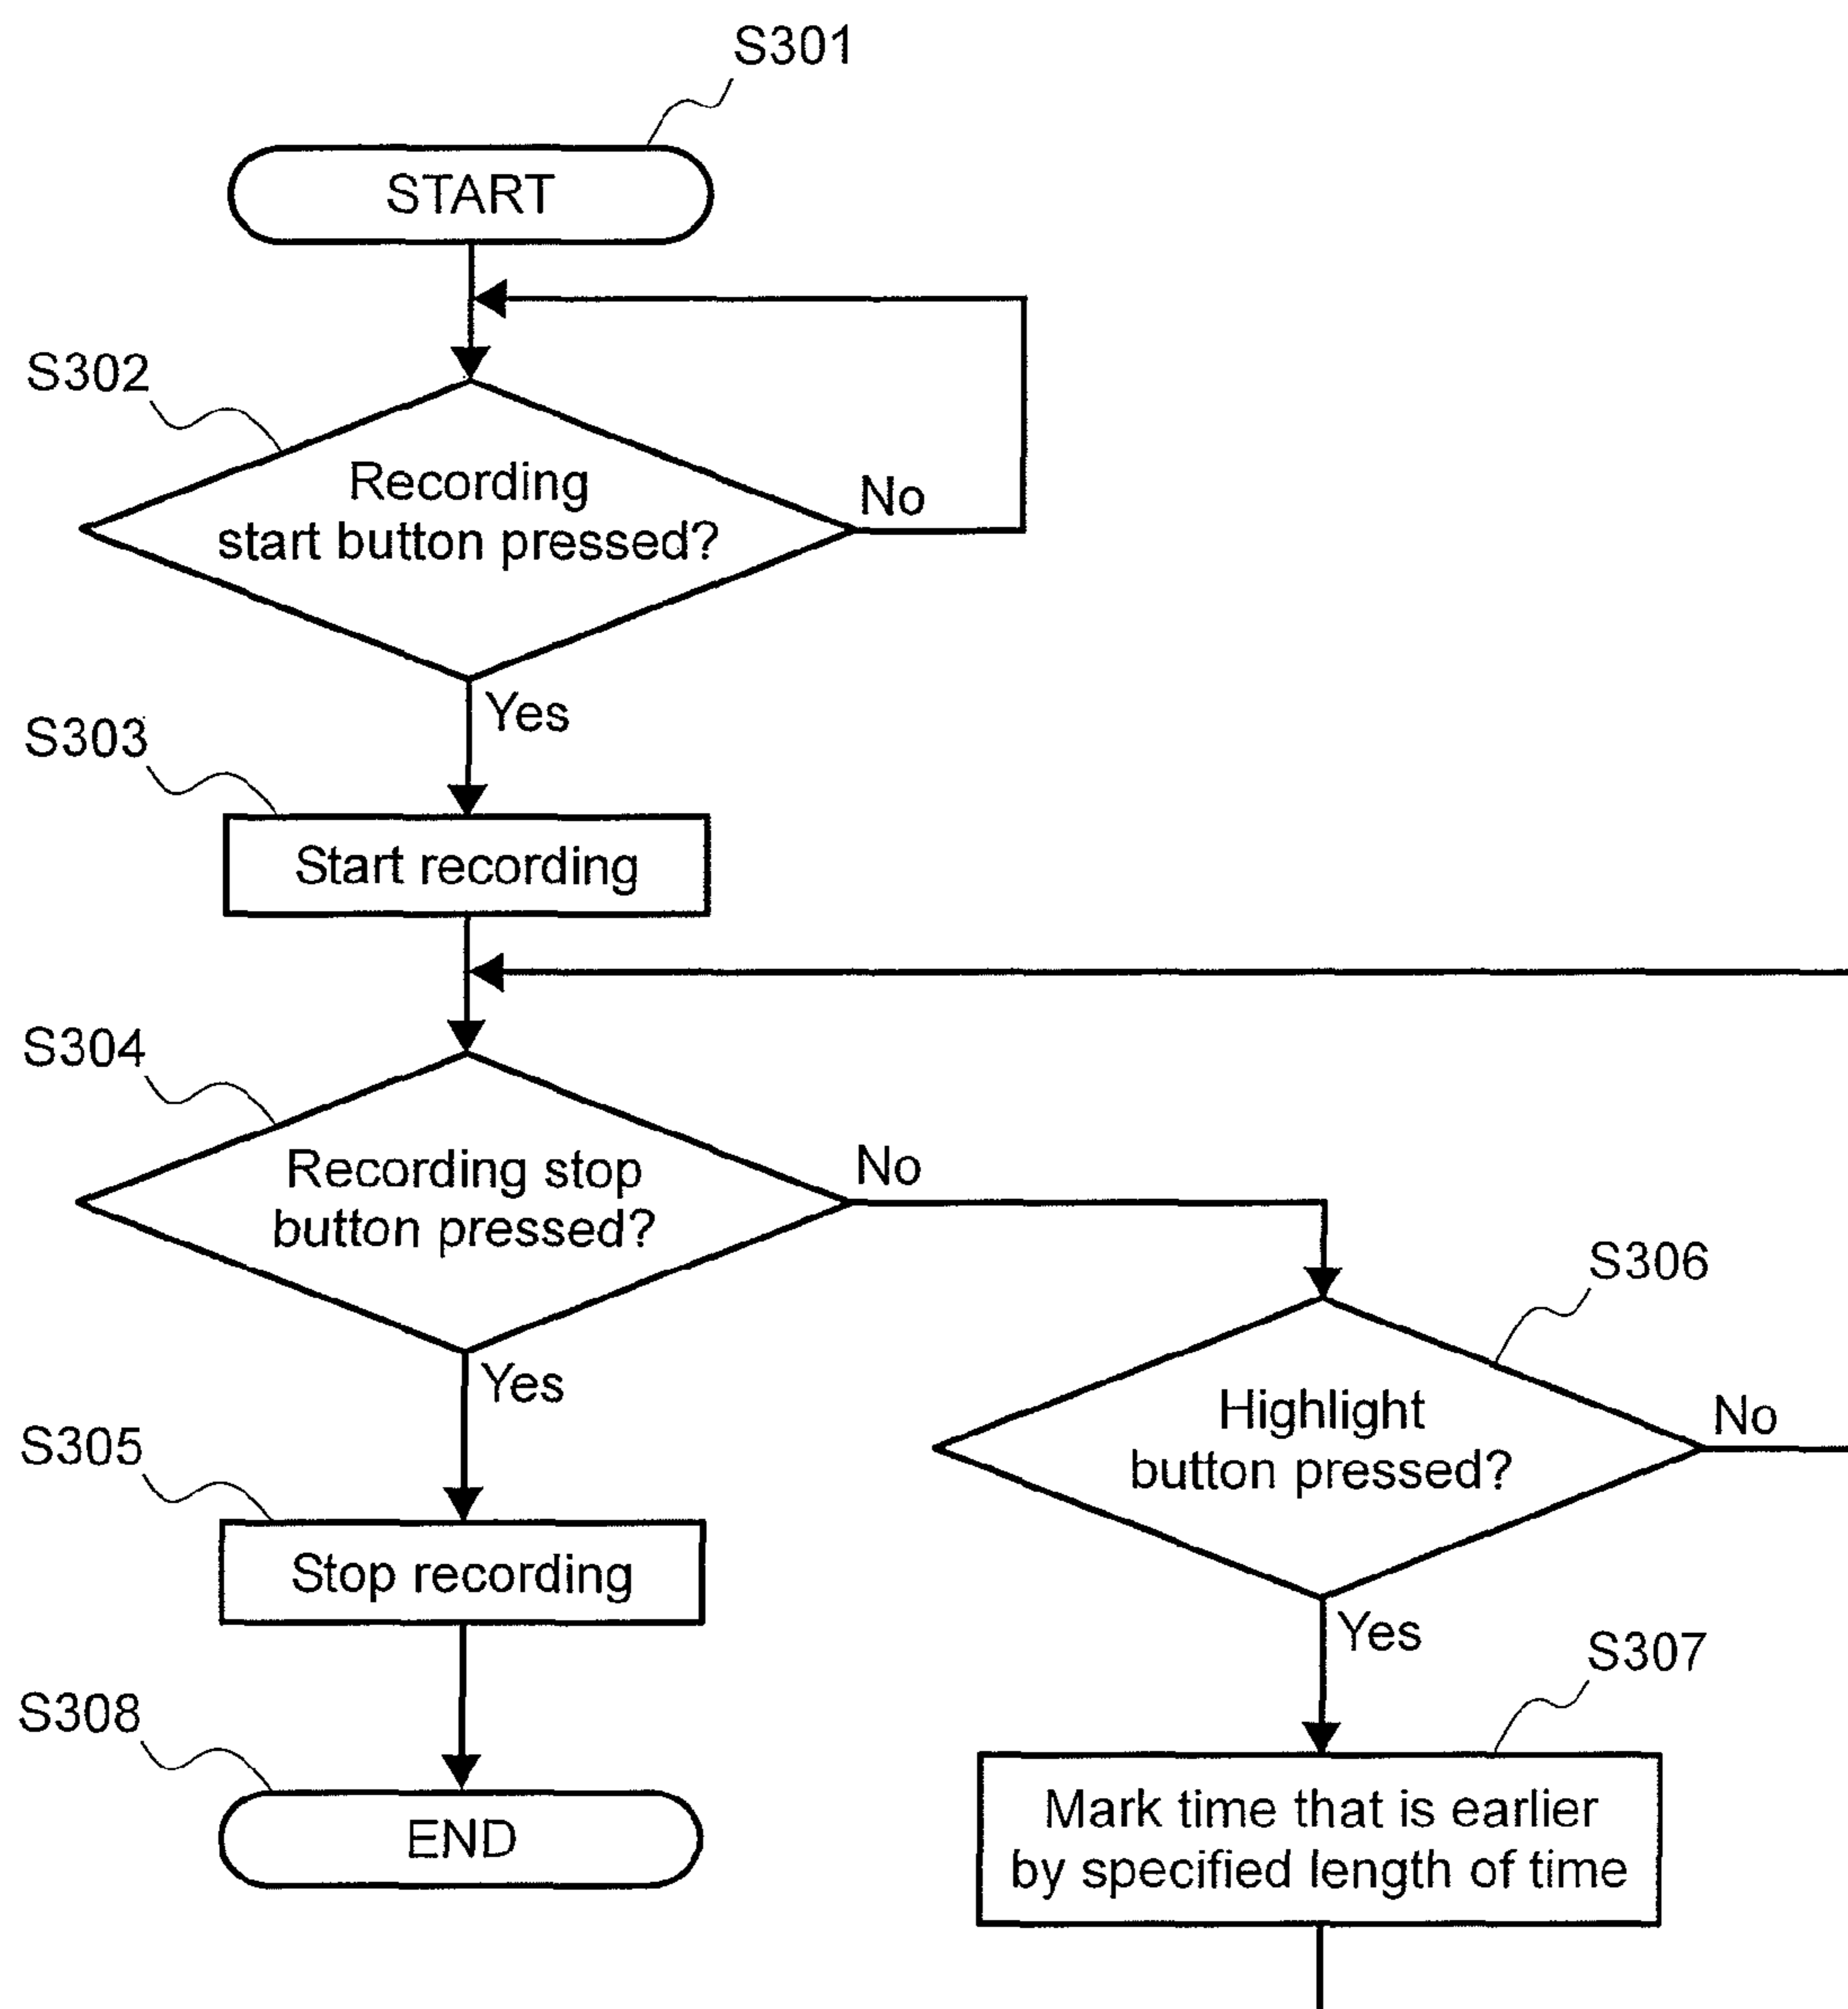 S301
START
S302
Recording
start button pressed?
No
Yes
S303
Start recording
S304
Recording stop
button pressed?
No
Yes
S306
Highlight
button pressed?
No
S305
Stop recording
Yes
S307
Mark time that is earlier
by specified length of time
S308
END